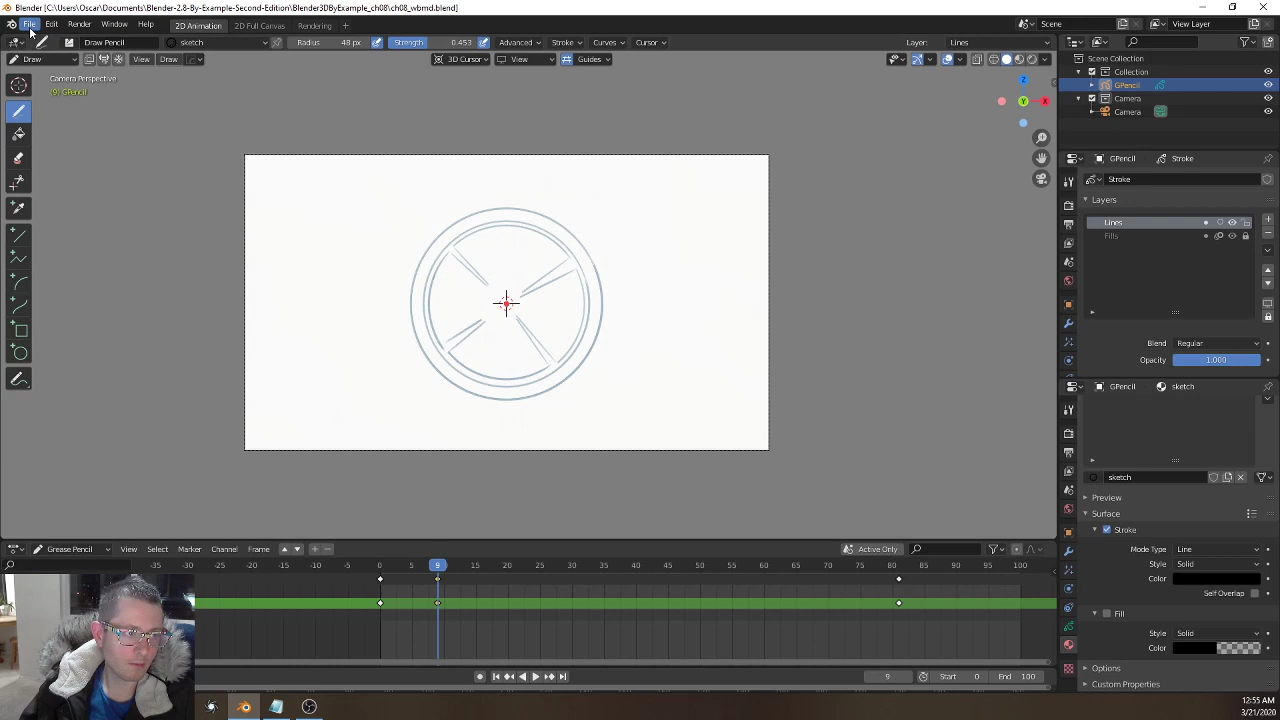 Blender [C:\Users\Oscar\Documents\Blender-2.8-By-Example-Second-Edition\Blender3DByExample_ch08\ch08_wbmd.blend]
File Edit Render Window Help 2D Animation 2D Full Canvas Rendering + Scene View Layer
Draw Pencil sketch Radius 48 px Strength 0.453 Advanced Stroke Curves Cursor Layer: Lines
Draw View Draw 3D Cursor View Guides
Scene Collection
Collection
GPencil
Camera
Camera
Camera Perspective
(9) GPencil
Z
Y
X
GPencil Stroke
Stroke
Layers
Lines
Fills
Blend Regular
Opacity 1.000
GPencil sketch
sketch
Preview
Surface
Stroke
Mode Type Line
Style Solid
Color
Self Overlap
Fill
Style Solid
Color
Options
Custom Properties
Grease Pencil View Select Marker Channel Frame Active Only
-35 -30 -25 -20 -15 -10 -5 0 5 9 15 20 25 30 35 40 45 50 55 60 65 70 75 80 85 90 95 100
9 Start 0 End 100
12:55 AM
3/21/2020